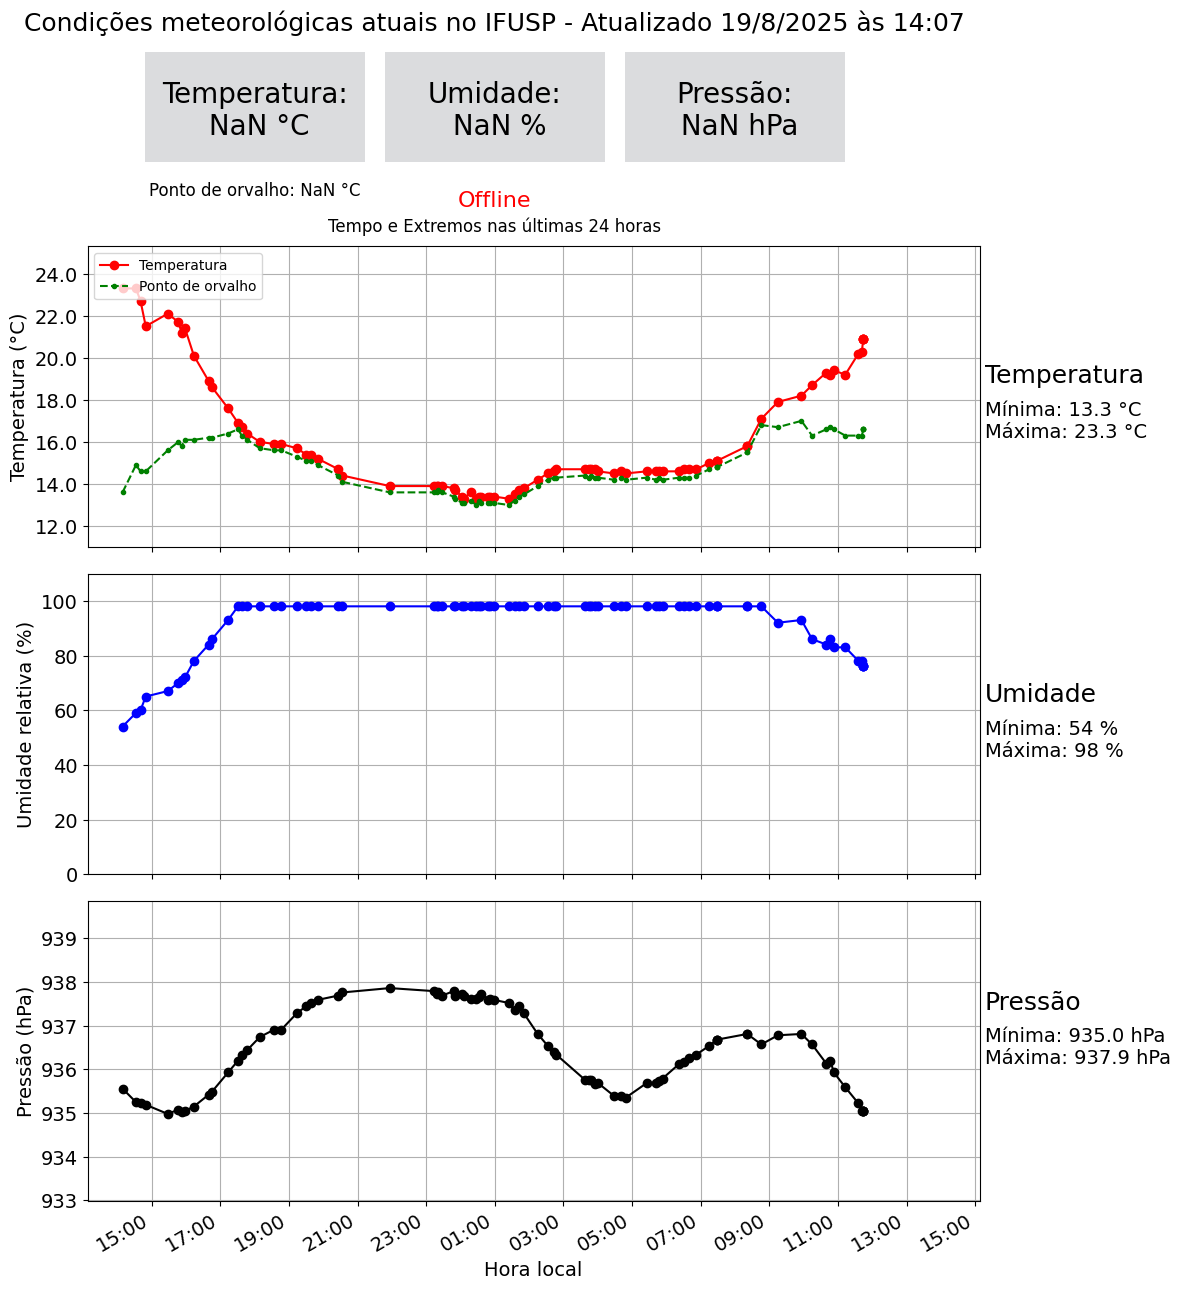 Condições meteorológicas atuais no IFUSP - Atualizado 19/8/2025 às 14:07
Temperatura:
NaN °C
Umidade:
NaN %
Pressão:
NaN hPa
Ponto de orvalho: NaN °C
Offline
Tempo e Extremos nas últimas 24 horas
Temperatura (°C)
24.0
22.0
20.0
18.0
16.0
14.0
12.0
Temperatura
Ponto de orvalho
Temperatura
Mínima: 13.3 °C
Máxima: 23.3 °C
Umidade relativa (%)
100
80
60
40
20
0
Umidade
Mínima: 54 %
Máxima: 98 %
Pressão (hPa)
939
938
937
936
935
934
933
Pressão
Mínima: 935.0 hPa
Máxima: 937.9 hPa
15:00 17:00 19:00 21:00 23:00 01:00 03:00 05:00 07:00 09:00 11:00 13:00 15:00
Hora local